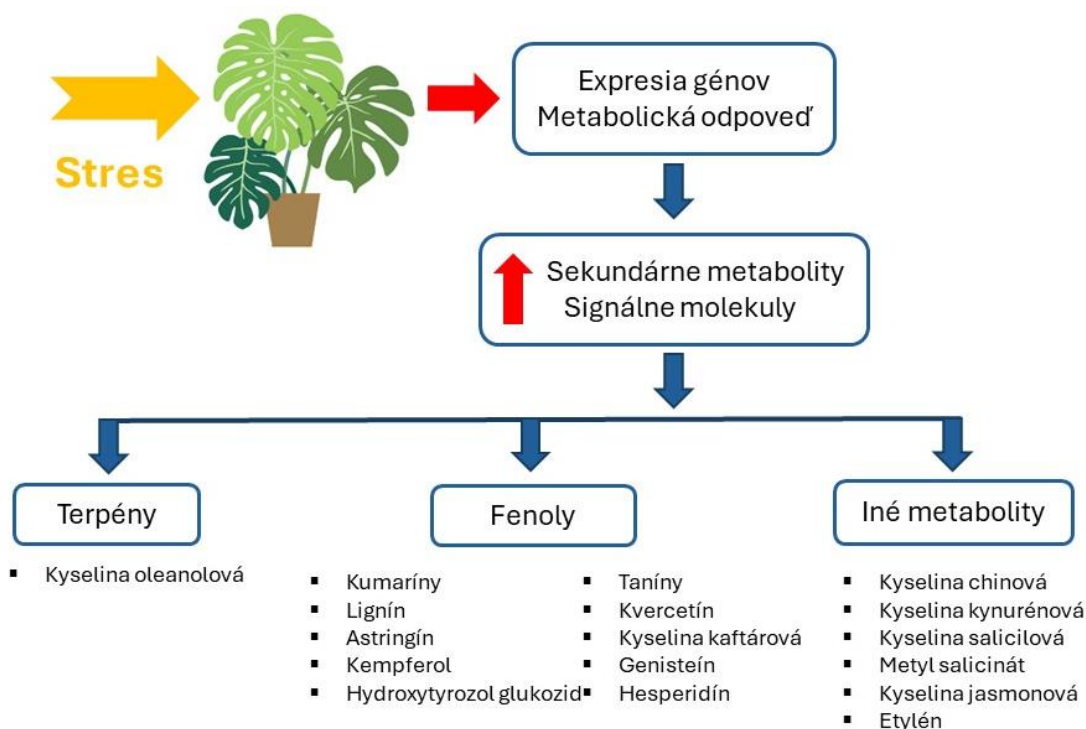 Stres
Expresia génov
Metabolická odpoveď
Sekundárne metabolity
Signálne molekuly
Terpény
▪ Kyselina oleanolová
Fenoly
▪ Kumaríny
▪ Lignín
▪ Astringín
▪ Kempferol
▪ Hydroxytyrozol glukozid
▪ Taníny
▪ Kvercetín
▪ Kyselina kaftárová
▪ Genisteín
▪ Hesperidín
Iné metabolity
▪ Kyselina chinová
▪ Kyselina kynurénová
▪ Kyselina salicilová
▪ Metyl salicinát
▪ Kyselina jasmonová
▪ Etylén